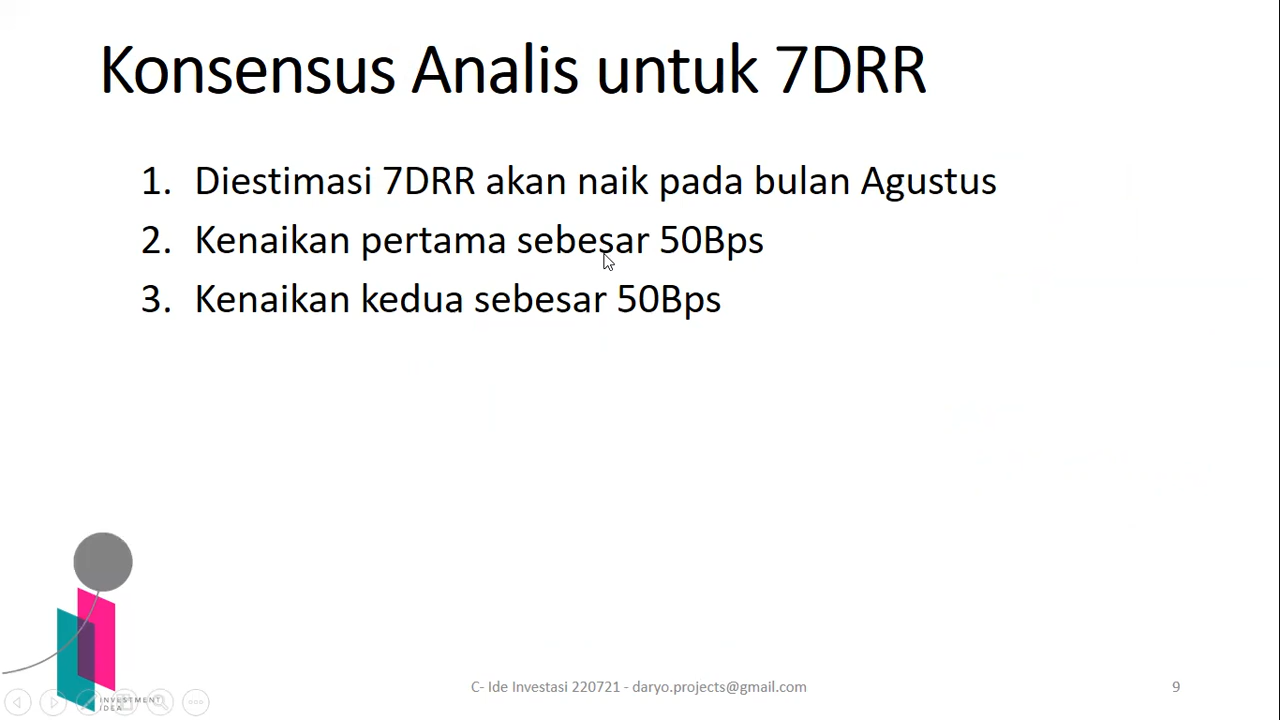 Konsensus Analis untuk 7DRR
1. Diestimasi 7DRR akan naik pada bulan Agustus
2. Kenaikan pertama sebesar 50Bps
3. Kenaikan kedua sebesar 50Bps
INVESTMENT
IDEA
C- Ide Investasi 220721 - daryo.projects@gmail.com
9